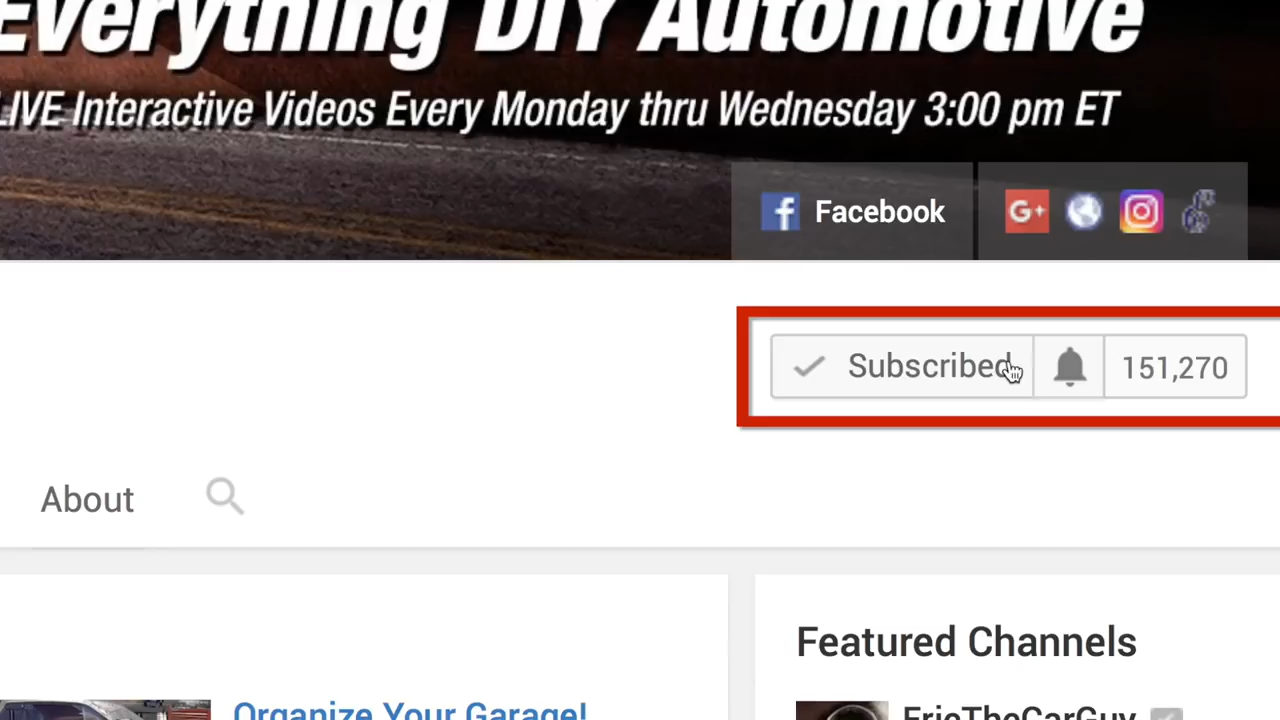 Everything DIY Automotive
LIVE Interactive Videos Every Monday thru Wednesday 3:00 pm ET
Facebook
G+
Subscribed 151,270
About
Featured Channels
Organize Your Garage!
EricTheCarGuy